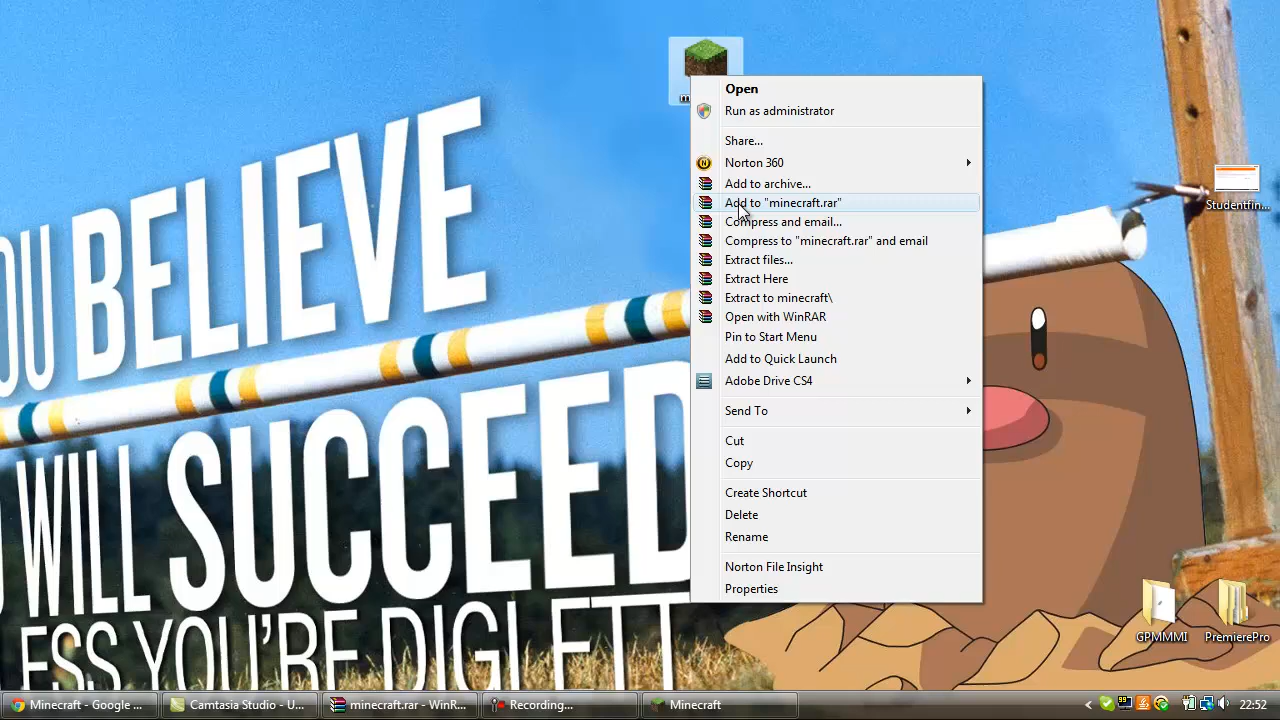 OU BELIEVE
WILL SUCCEED
ESS YOU'RE DIGLETT
Open
Run as administrator
Share...
Norton 360
Add to archive...
Add to "minecraft.rar"
Compress and email...
Compress to "minecraft.rar" and email
Extract files...
Extract Here
Extract to minecraft\
Open with WinRAR
Pin to Start Menu
Add to Quick Launch
Adobe Drive CS4
Send To
Cut
Copy
Create Shortcut
Delete
Rename
Norton File Insight
Properties
Studentfin...
GPMMMI
PremierePro
Minecraft - Google ...
Camtasia Studio - U...
minecraft.rar - WinR...
Recording...
Minecraft
22:52